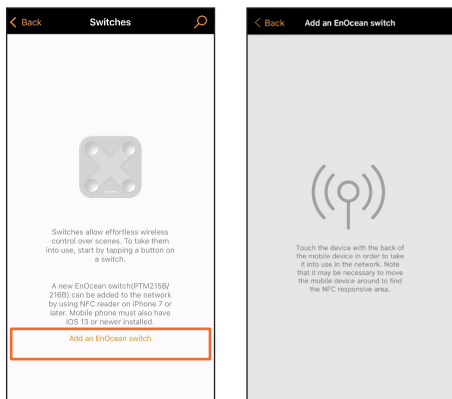 Back
Switches
Switches allow effortless wireless
control over scenes. To take them
into use, start by tapping a button on
a switch.
A new EnOcean switch(PTM215B/
216B) can be added to the network
by using NFC reader on iPhone 7 or
later. Mobile phone must also have
iOS 13 or newer installed.
Add an EnOcean switch
Back
Add an EnOcean switch
Touch the device with the back of
the mobile device in order to take
it into use in the network. Note
that it may be necessary to move
the mobile device around to find
the NFC responsive area.